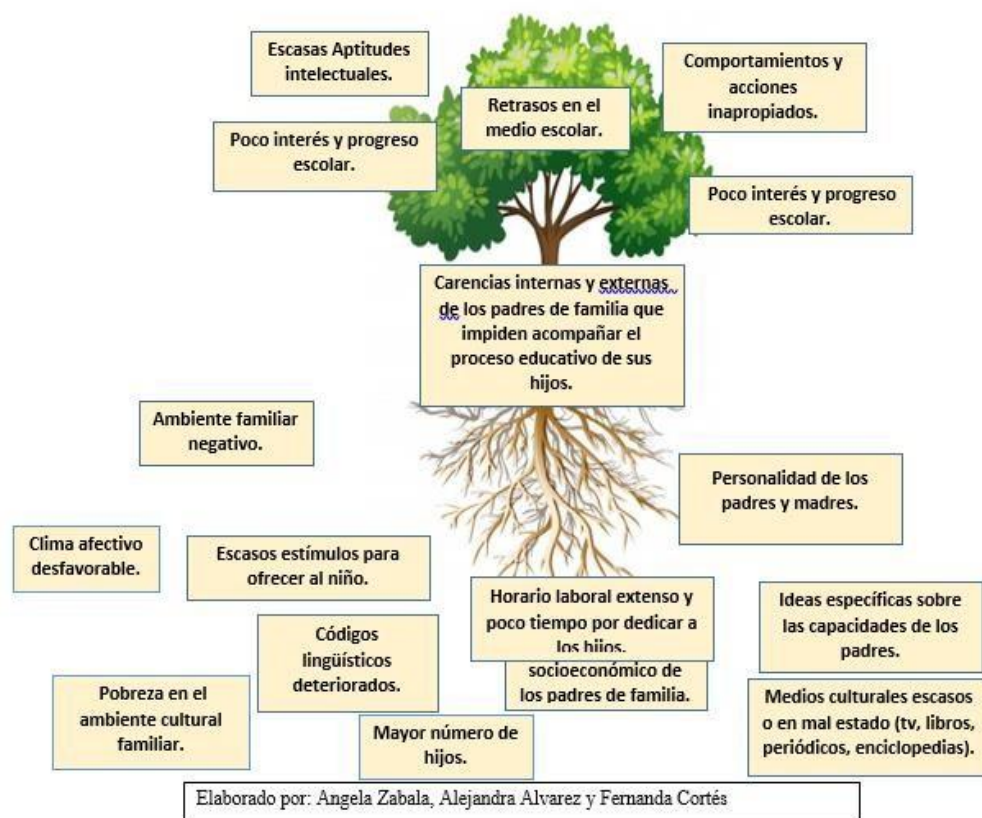 Escasas Aptitudes
intelectuales.
Comportamientos y
acciones
inapropiados.
Retrasos en el
medio escolar.
Poco interés y progreso
escolar.
Poco interés y progreso
escolar.
Carencias internas y externas
de los padres de familia que
impiden acompañar el
proceso educativo de sus
hijos.
Ambiente familiar
negativo.
Personalidad de los
padres y madres.
Clima afectivo
desfavorable.
Escasos estímulos para
ofrecer al niño.
Horario laboral extenso y
poco tiempo por dedicar a
los hijos.
socioeconómico de
los padres de familia.
Ideas específicas sobre
las capacidades de los
padres.
Códigos
lingüísticos
deteriorados.
Pobreza en el
ambiente cultural
familiar.
Mayor número de
hijos.
Medios culturales escasos
o en mal estado (tv, libros,
periódicos, enciclopedias).
Elaborado por: Angela Zabala, Alejandra Alvarez y Fernanda Cortés